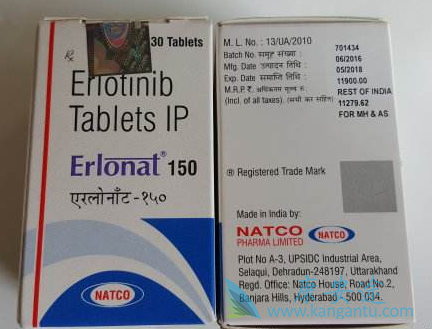 Rx
30 Tablets
Erlotinib
Tablets IP
Erlonat® 150
एरलोनॉट -१५०
NATCO
M. L. No. : 13/UA/2010
Batch No. समूह संख्या : 701434
Mfg. Date उत्पादन तिथि : 06/2016
Exp. Date समाप्ति तिथि : 05/2018
M.R.P. ₹. अधिकतम मूल्य रु : 11900.00
(Incl. of all taxes). (सभी कर सहित) REST OF INDIA
11279.62
FOR MH & AS
® Registered Trade Mark
Made in India by:
NATCO
PHARMA LIMITED
NATCO
Plot No A-3, UPSIDC Industrial Area,
Selaqui, Dehradun-248197, Uttarakhand
Regd. Office: Natco House, Road No.2,
Banjara Hills, Hyderabad - 500 034.
www.kangantu.com